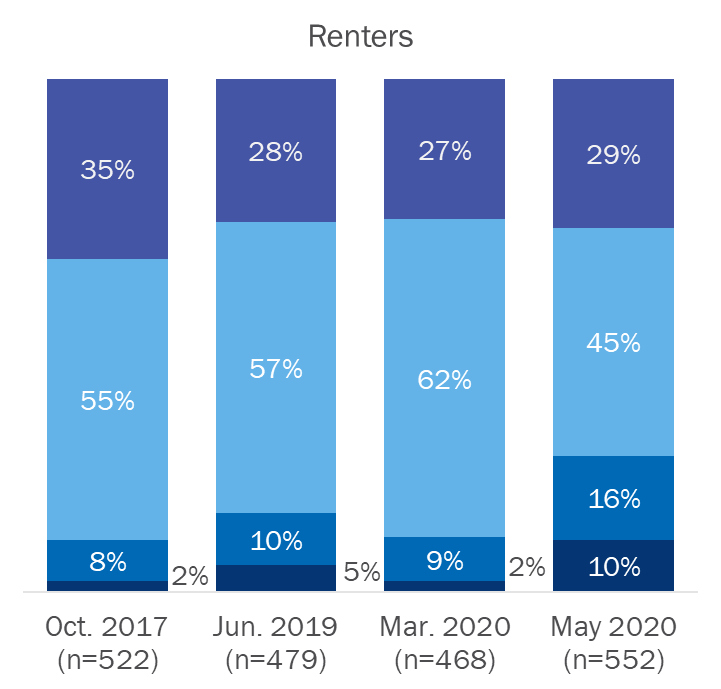 Renters
35%
28%
27%
29%
55%
57%
62%
45%
8%
10%
9%
16%
2%
5%
2%
10%
Oct. 2017
(n=522)
Jun. 2019
(n=479)
Mar. 2020
(n=468)
May 2020
(n=552)